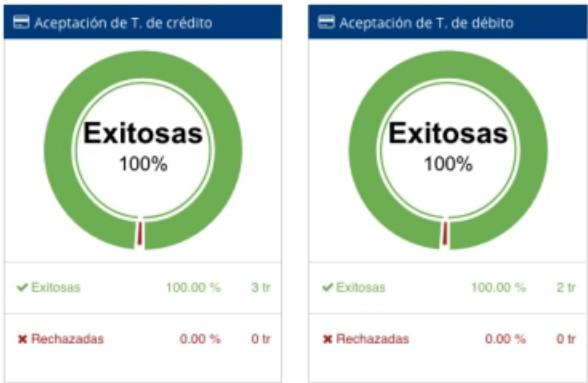 Aceptación de T. de crédito
Exitosas
100%
Exitosas 100.00 % 3 tr
Rechazadas 0.00 % 0 tr
Aceptación de T. de débito
Exitosas
100%
Exitosas 100.00 % 2 tr
Rechazadas 0.00 % 0 tr